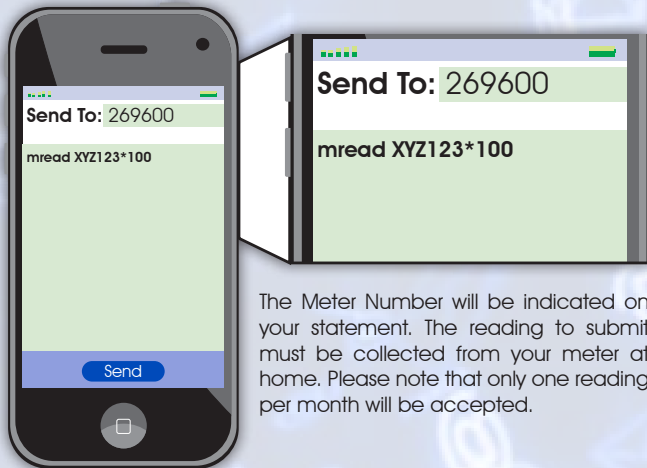 Send To: 269600
mread XYZ123*100
Send
Send To: 269600
mread XYZ123*100
The Meter Number will be indicated on
your statement. The reading to submit
must be collected from your meter at
home. Please note that only one reading
per month will be accepted.